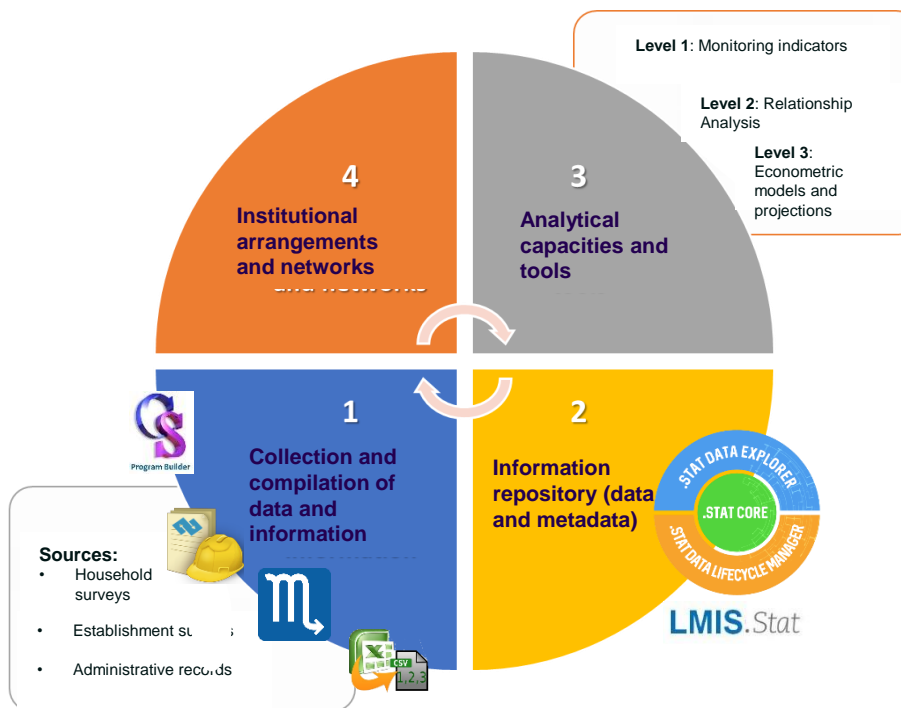 Level 1: Monitoring indicators
Level 2: Relationship
Analysis
Level 3:
Econometric
models and
projections
4
Institutional
arrangements
and networks
3
Analytical
capacities and
tools
1
Collection and
compilation of
data and
information
2
Information
repository (data
and metadata)
CS
Program Builder
Sources:
• Household
surveys
• Establishment
• Administrative records
X
CSV
1,2,3
.STAT DATA EXPLORER
.STAT CORE
.STAT DATA LIFECYCLE MANAGER
LMIS.Stat